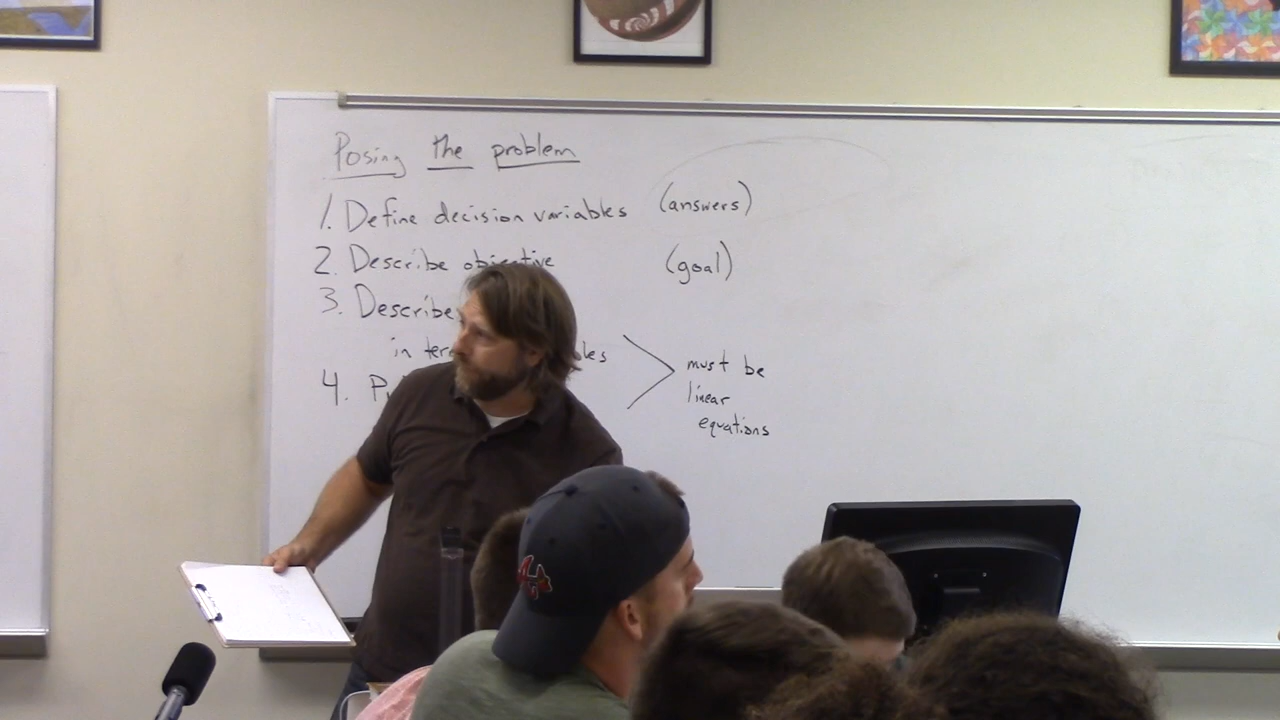 Posing the problem
1. Define decision variables (answers)
2. Describe objective (goal)
3. Describe
in
4.
must be
linear
equations